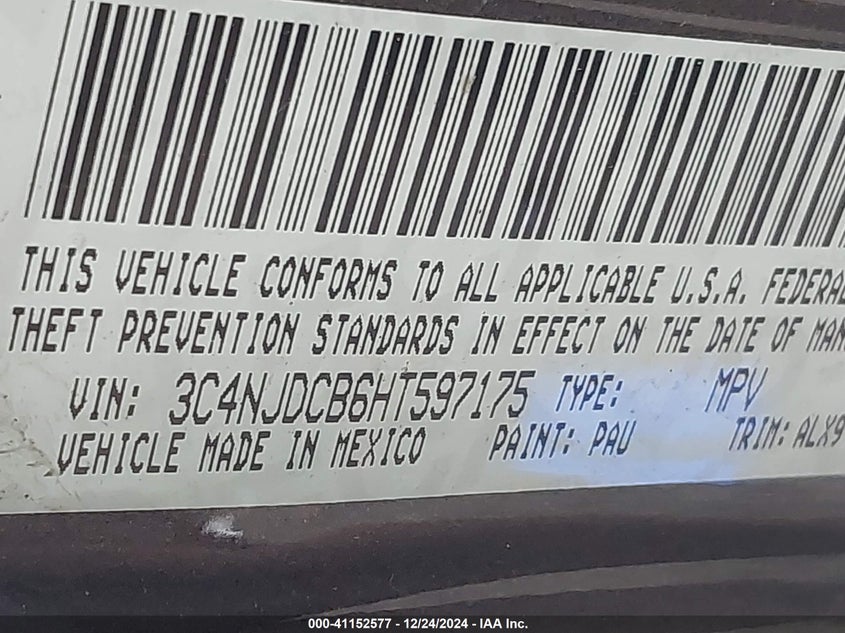 THIS VEHICLE CONFORMS TO ALL APPLICABLE U.S.A. FEDERAL
THEFT PREVENTION STANDARDS IN EFFECT ON THE DATE OF MAN
VIN: 3C4NJDCB6HT597175 TYPE: MPV
VEHICLE MADE IN MEXICO PAINT: PAU TRIM: ALX9
000-41152577 - 12/24/2024 - IAA Inc.